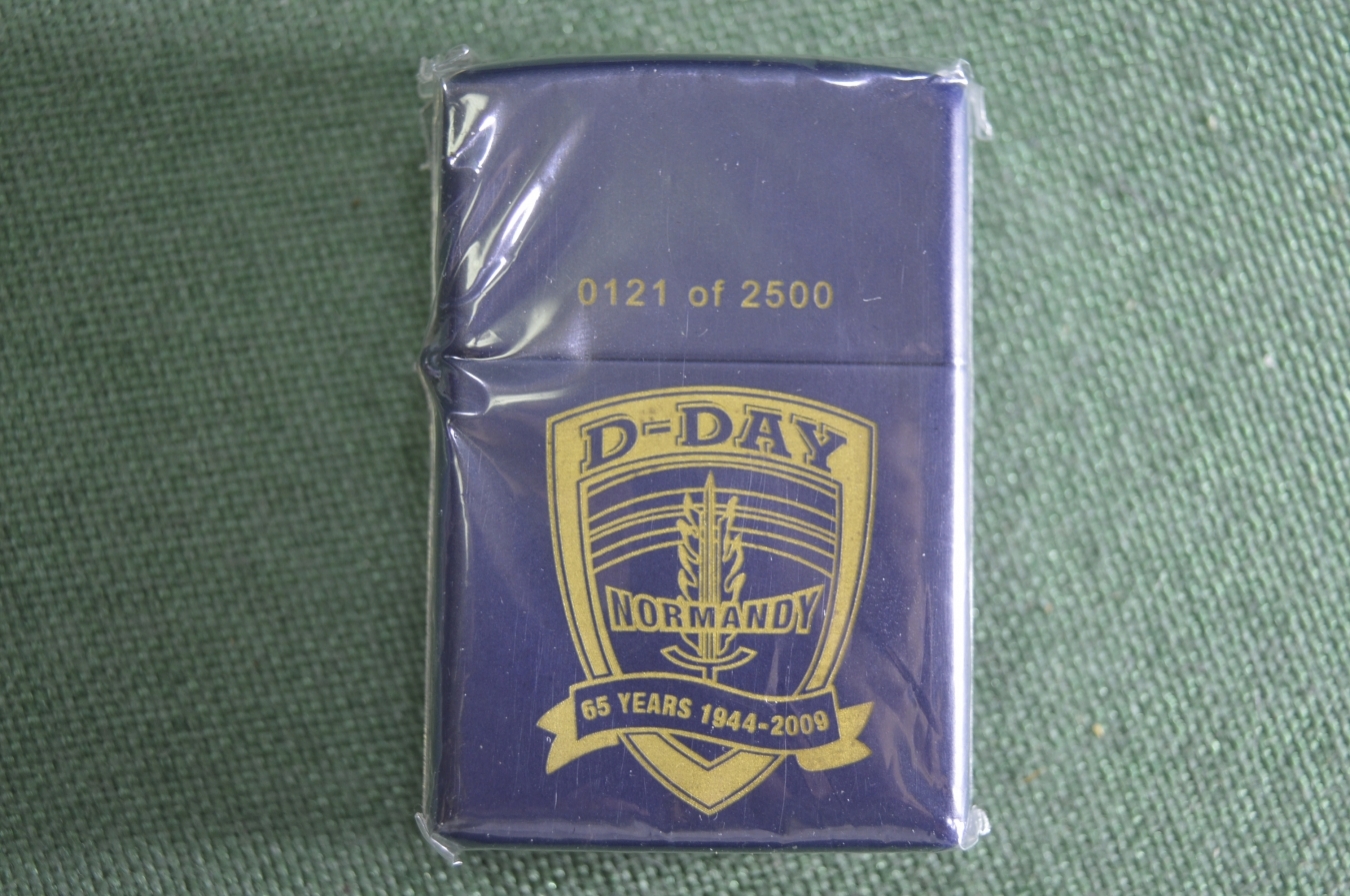 0121 of 2500
D-DAY
NORMANDY
65 YEARS 1944-2009